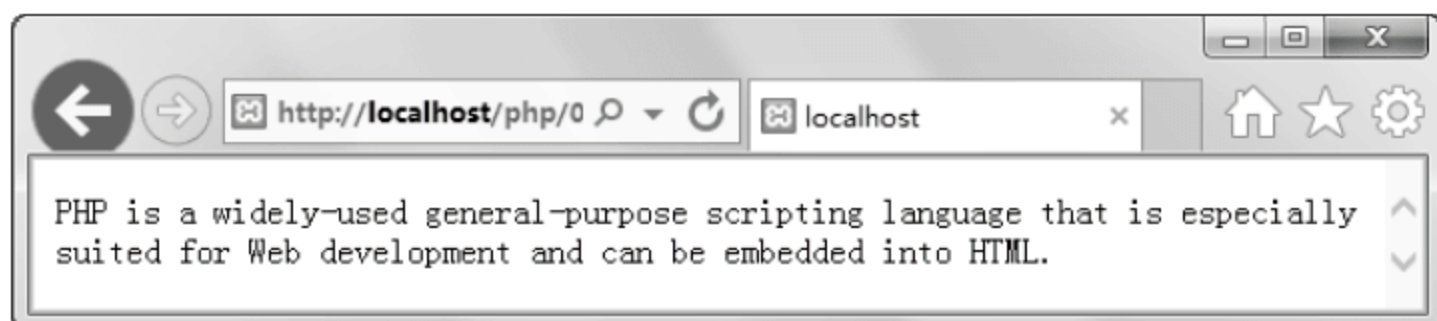 http://localhost/php/0
localhost
PHP is a widely-used general-purpose scripting language that is especially
suited for Web development and can be embedded into HTML.